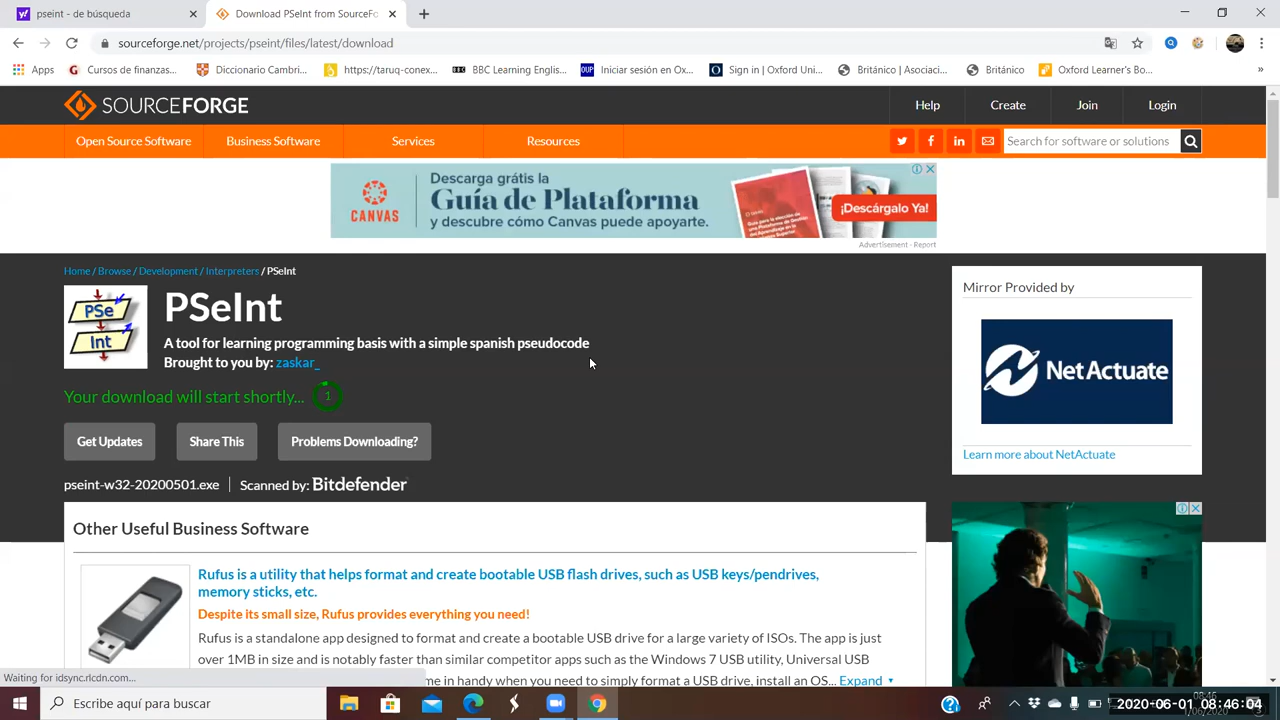 pseint - de búsqueda
Download PSeInt from SourceFo
sourceforge.net/projects/pseint/files/latest/download
Apps
Cursos de finanzas...
Diccionario Cambri...
https://taruq-conex...
BBC Learning Englis...
Iniciar sesión en Ox...
Sign in | Oxford Uni...
Británico | Asociaci...
Británico
Oxford Learner's Bo...
SOURCEFORGE
Help
Create
Join
Login
Open Source Software
Business Software
Services
Resources
Search for software or solutions
CANVAS
Descarga grátis la
Guía de Plataforma
y descubre cómo Canvas puede apoyarte.
¡Descárgalo Ya!
Advertisement - Report
Home / Browse / Development / Interpreters / PSeInt
PSe
Int
PSeInt
A tool for learning programming basis with a simple spanish pseudocode
Brought to you by: zaskar_
Your download will start shortly... 1
Get Updates
Share This
Problems Downloading?
pseint-w32-20200501.exe
Scanned by: Bitdefender
Mirror Provided by
NetActuate
Learn more about NetActuate
Other Useful Business Software
Rufus is a utility that helps format and create bootable USB flash drives, such as USB keys/pendrives,
memory sticks, etc.
Despite its small size, Rufus provides everything you need!
Rufus is a standalone app designed to format and create a bootable USB drive for a large variety of ISOs. The app is just
over 1MB in size and is notably faster than similar competitor apps such as the Windows 7 USB utility, Universal USB
me in handy when you need to simply format a USB drive, install an OS... Expand
Waiting for idsync.rlcdn.com...
Escribe aquí para buscar
08:46
2020-06-01 08:46:04